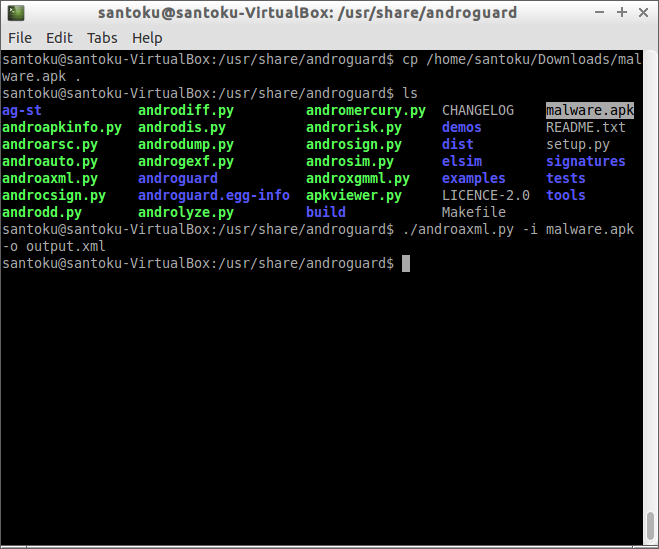 santoku@santoku-VirtualBox: /usr/share/androguard
File Edit Tabs Help
santoku@santoku-VirtualBox:/usr/share/androguard$ cp /home/santoku/Downloads/mal
ware.apk .
santoku@santoku-VirtualBox:/usr/share/androguard$ ls
ag-st androdiff.py andromercury.py CHANGELOG malware.apk
androapkinfo.py androdis.py androrisk.py demos README.txt
androarsc.py androdump.py androsign.py dist setup.py
androauto.py androgexf.py androsim.py elsim signatures
androaxml.py androguard androxgmml.py examples tests
androcsign.py androguard.egg-info apkviewer.py LICENCE-2.0 tools
androdd.py androlyze.py build Makefile
santoku@santoku-VirtualBox:/usr/share/androguard$ ./androaxml.py -i malware.apk
-o output.xml
santoku@santoku-VirtualBox:/usr/share/androguard$